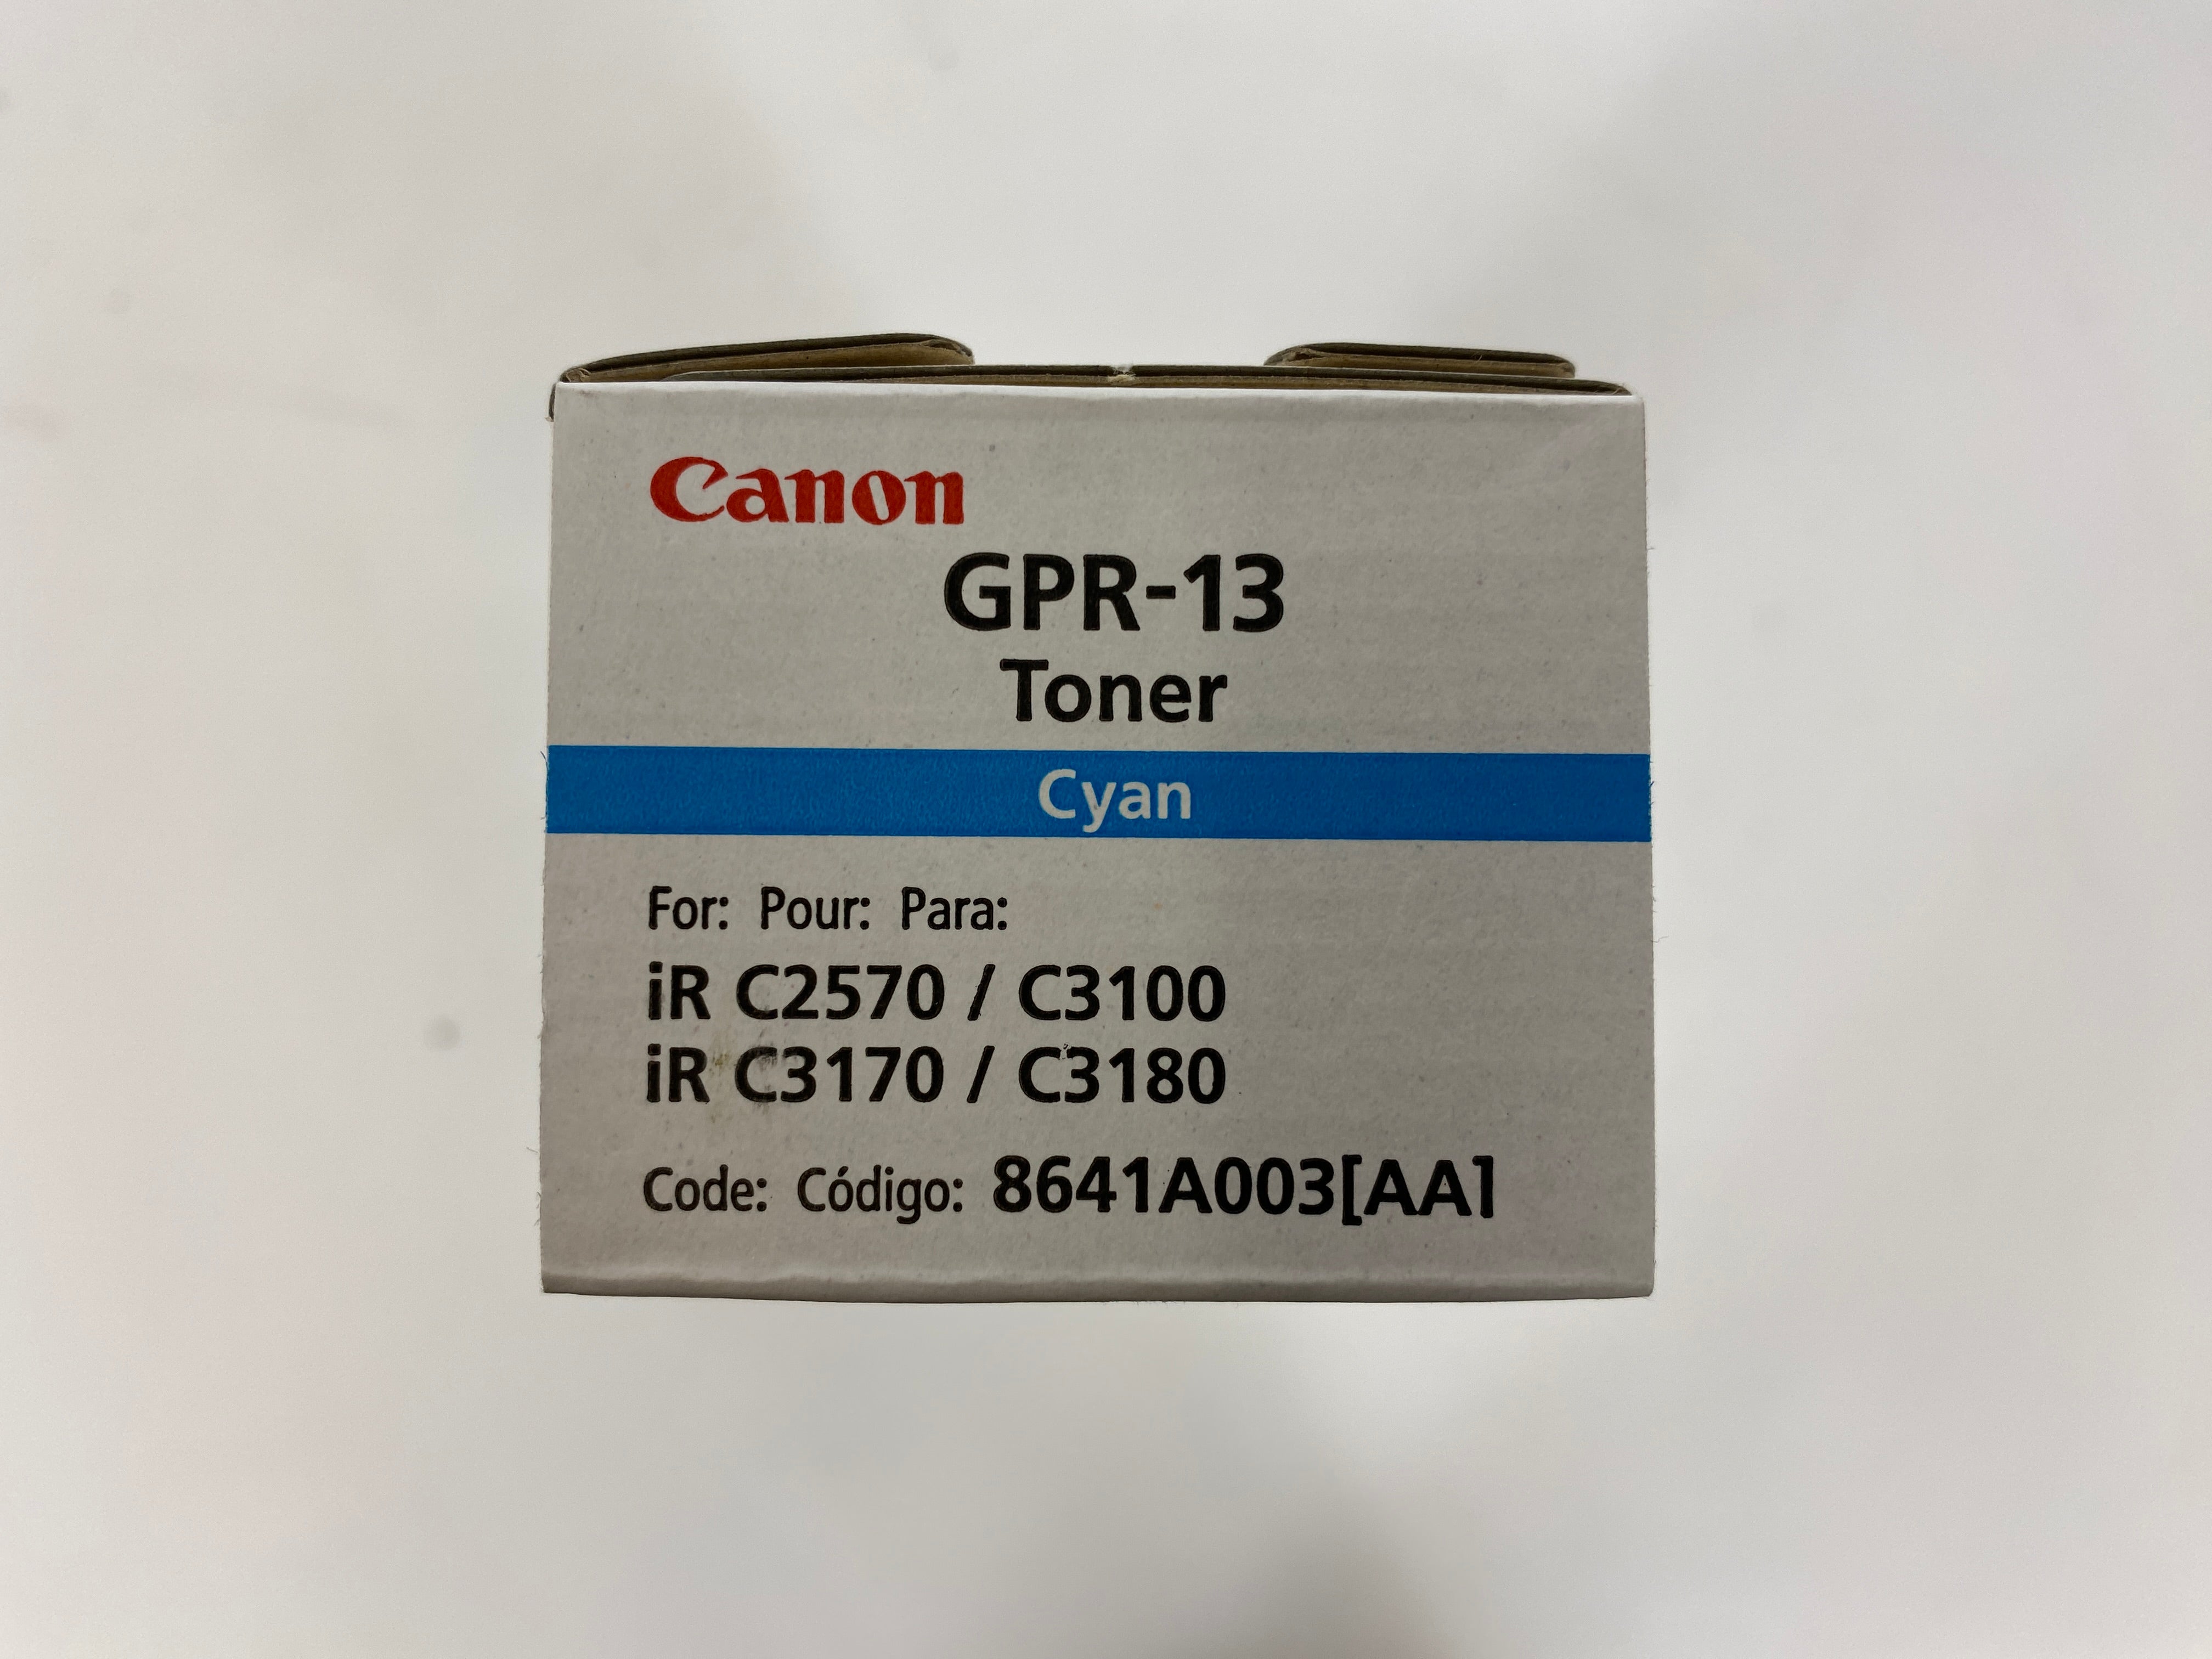 Canon
GPR-13
Toner
Cyan
For: Pour: Para:
iR C2570 / C3100
iR C3170 / C3180
Code: Código: 8641A003[AA]